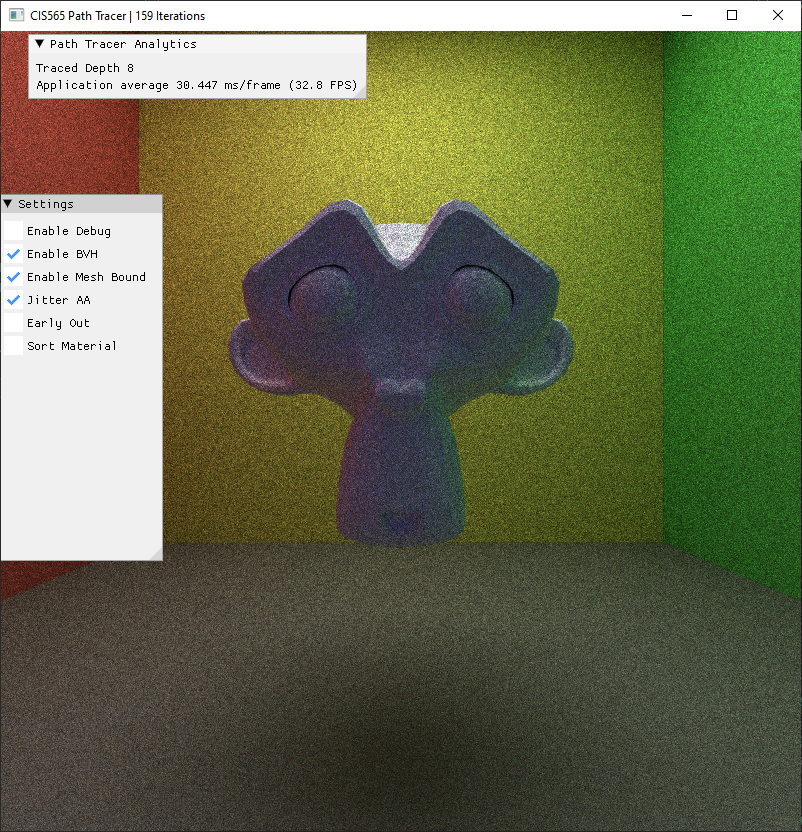 CIS565 Path Tracer | 159 Iterations
Path Tracer Analytics
Traced Depth 8
Application average 30.447 ms/frame (32.8 FPS)
Settings
Enable Debug
Enable BVH
Enable Mesh Bound
Jitter AA
Early Out
Sort Material